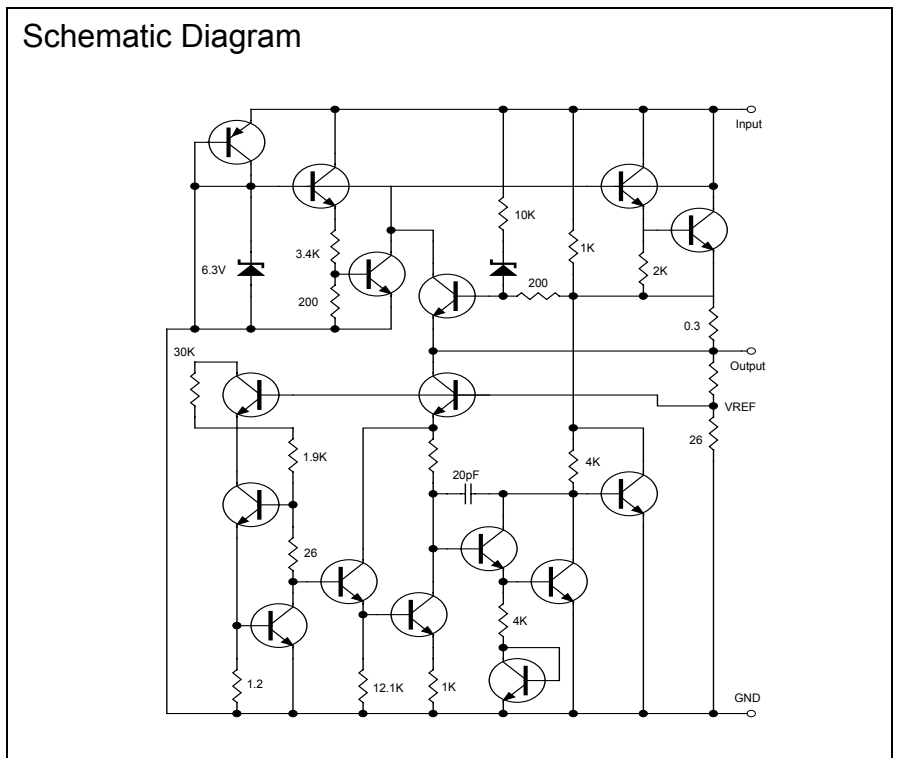 Schematic Diagram
Input
10K
3.4K
1K
6.3V
2K
200
200
0.3
30K
Output
VREF
26
1.9K
4K
20pF
26
4K
1.2
12.1K
1K
GND